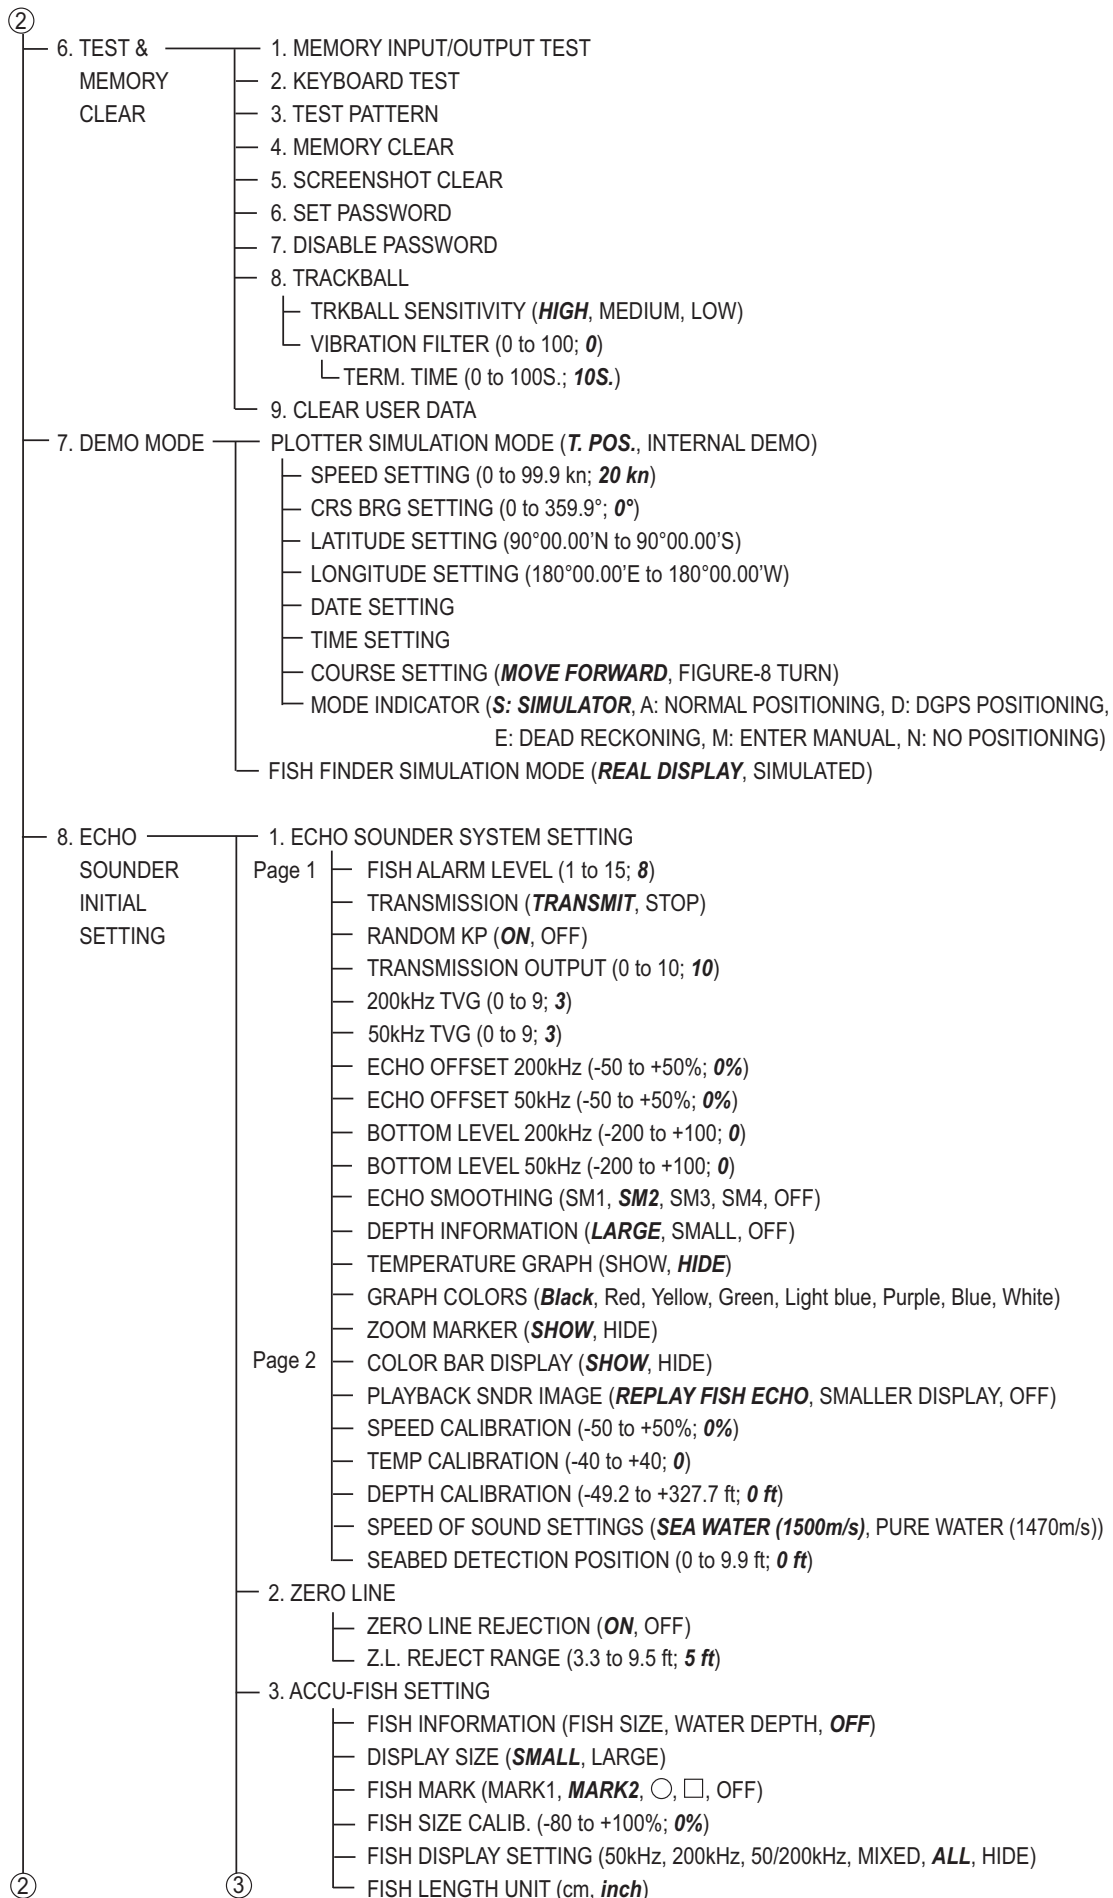 ②
6. TEST & 1. MEMORY INPUT/OUTPUT TEST
MEMORY 2. KEYBOARD TEST
CLEAR 3. TEST PATTERN
4. MEMORY CLEAR
5. SCREENSHOT CLEAR
6. SET PASSWORD
7. DISABLE PASSWORD
8. TRACKBALL
TRKBALL SENSITIVITY (HIGH, MEDIUM, LOW)
VIBRATION FILTER (0 to 100; 0)
TERM. TIME (0 to 100S.; 10S.)
9. CLEAR USER DATA
7. DEMO MODE PLOTTER SIMULATION MODE (T. POS., INTERNAL DEMO)
SPEED SETTING (0 to 99.9 kn; 20 kn)
CRS BRG SETTING (0 to 359.9°; 0°)
LATITUDE SETTING (90°00.00’N to 90°00.00’S)
LONGITUDE SETTING (180°00.00’E to 180°00.00’W)
DATE SETTING
TIME SETTING
COURSE SETTING (MOVE FORWARD, FIGURE-8 TURN)
MODE INDICATOR (S: SIMULATOR, A: NORMAL POSITIONING, D: DGPS POSITIONING,
E: DEAD RECKONING, M: ENTER MANUAL, N: NO POSITIONING)
FISH FINDER SIMULATION MODE (REAL DISPLAY, SIMULATED)
8. ECHO 1. ECHO SOUNDER SYSTEM SETTING
SOUNDER Page 1 FISH ALARM LEVEL (1 to 15; 8)
INITIAL TRANSMISSION (TRANSMIT, STOP)
SETTING RANDOM KP (ON, OFF)
TRANSMISSION OUTPUT (0 to 10; 10)
200kHz TVG (0 to 9; 3)
50kHz TVG (0 to 9; 3)
ECHO OFFSET 200kHz (-50 to +50%; 0%)
ECHO OFFSET 50kHz (-50 to +50%; 0%)
BOTTOM LEVEL 200kHz (-200 to +100; 0)
BOTTOM LEVEL 50kHz (-200 to +100; 0)
ECHO SMOOTHING (SM1, SM2, SM3, SM4, OFF)
DEPTH INFORMATION (LARGE, SMALL, OFF)
TEMPERATURE GRAPH (SHOW, HIDE)
GRAPH COLORS (Black, Red, Yellow, Green, Light blue, Purple, Blue, White)
ZOOM MARKER (SHOW, HIDE)
Page 2 COLOR BAR DISPLAY (SHOW, HIDE)
PLAYBACK SNDR IMAGE (REPLAY FISH ECHO, SMALLER DISPLAY, OFF)
SPEED CALIBRATION (-50 to +50%; 0%)
TEMP CALIBRATION (-40 to +40; 0)
DEPTH CALIBRATION (-49.2 to +327.7 ft; 0 ft)
SPEED OF SOUND SETTINGS (SEA WATER (1500m/s), PURE WATER (1470m/s))
SEABED DETECTION POSITION (0 to 9.9 ft; 0 ft)
2. ZERO LINE
ZERO LINE REJECTION (ON, OFF)
Z.L. REJECT RANGE (3.3 to 9.5 ft; 5 ft)
3. ACCU-FISH SETTING
FISH INFORMATION (FISH SIZE, WATER DEPTH, OFF)
DISPLAY SIZE (SMALL, LARGE)
FISH MARK (MARK1, MARK2, ○, □, OFF)
FISH SIZE CALIB. (-80 to +100%; 0%)
FISH DISPLAY SETTING (50kHz, 200kHz, 50/200kHz, MIXED, ALL, HIDE)
② ③ FISH LENGTH UNIT (cm, inch)